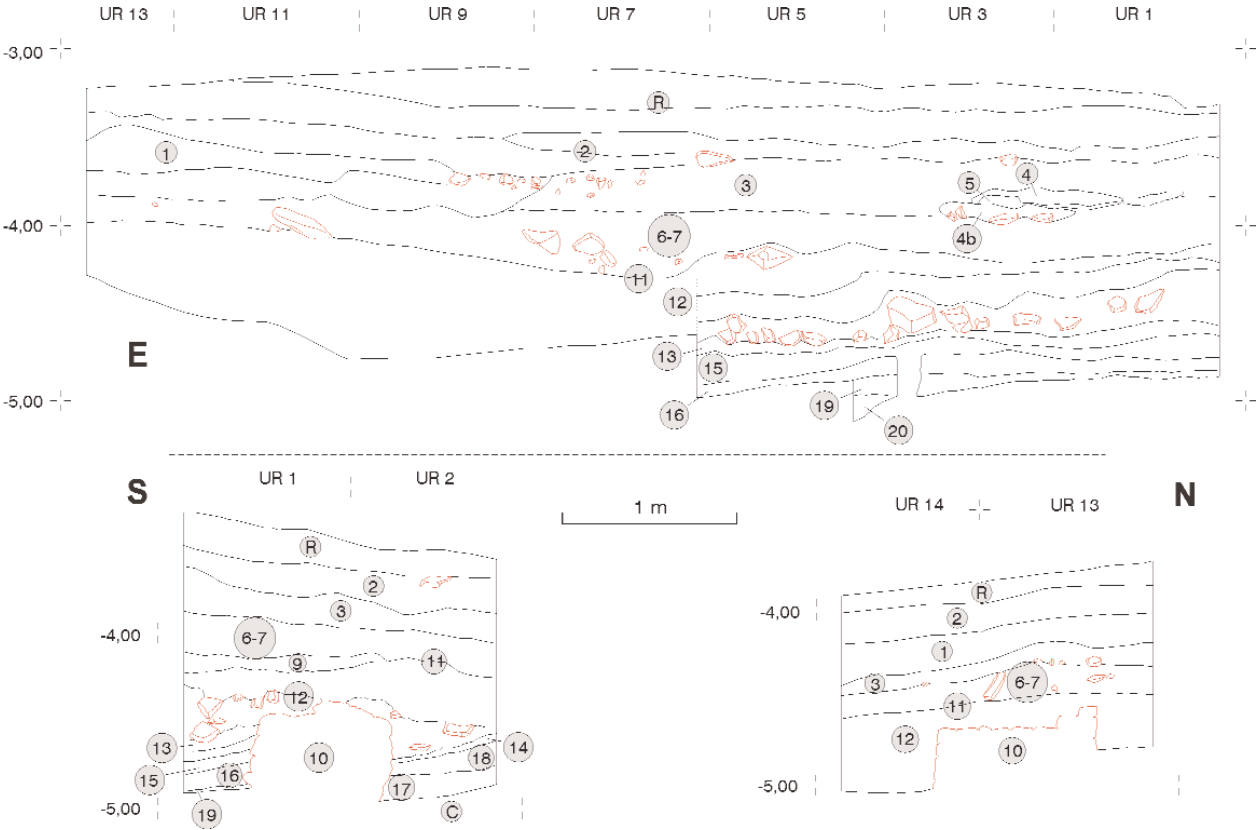 UR 13 UR 11 UR 9 UR 7 UR 5 UR 3 UR 1
-3,00
R
1 2
3 5 4
-4,00 6-7 4b
11
12
E 13 15
-5,00 16 19 20
S UR 1 UR 2 1 m UR 14 UR 13 N
R
2
3
-4,00 6-7
9 11
12
13 10 18 14
15 16 17
-5,00 19 C
-4,00 R
2
1
3 6-7
11
12 10
-5,00